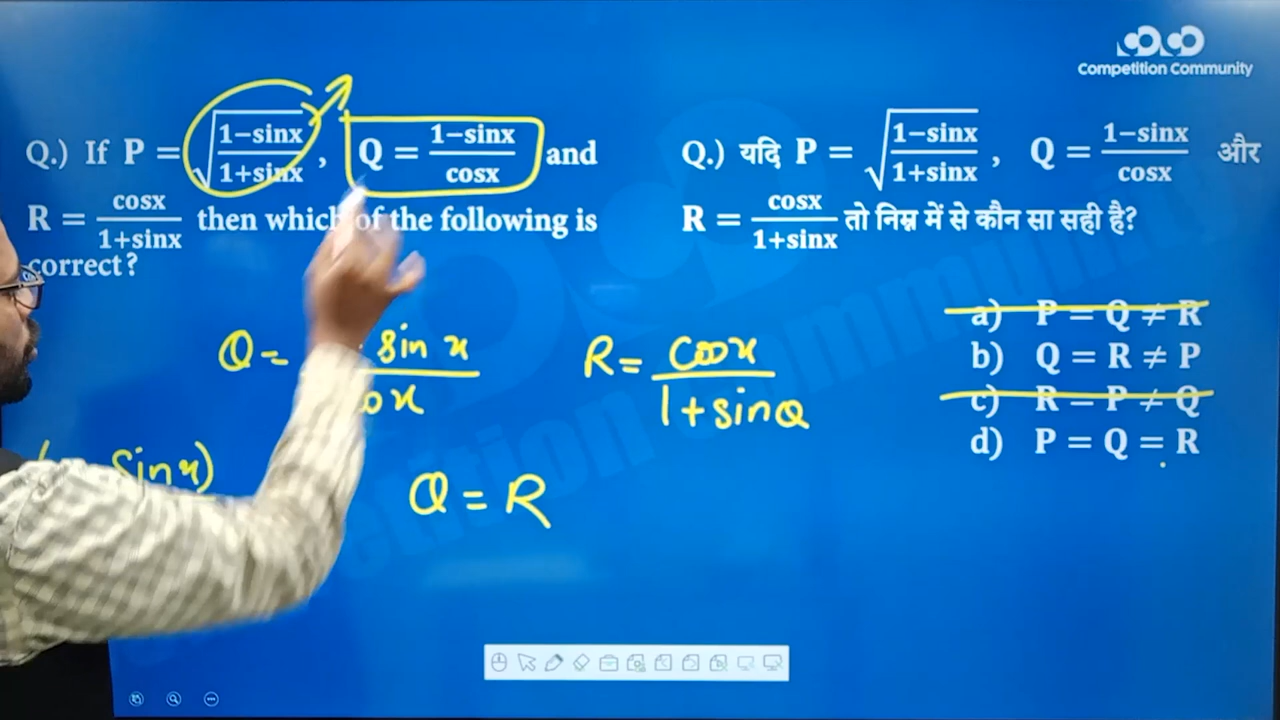 Competition Community
Q.) If P = √((1−sinx)/(1+sinx)), Q = (1−sinx)/cosx and
R = cosx/(1+sinx) then which of the following is
correct?
Q.) यदि P = √((1−sinx)/(1+sinx)), Q = (1−sinx)/cosx और
R = cosx/(1+sinx) तो निम्न में से कौन सा सही है?
a) P = Q ≠ R
b) Q = R ≠ P
c) R = P ≠ Q
d) P = Q = R
Q = sin x
R = cosx/(1+sinQ
sin x)
Q = R